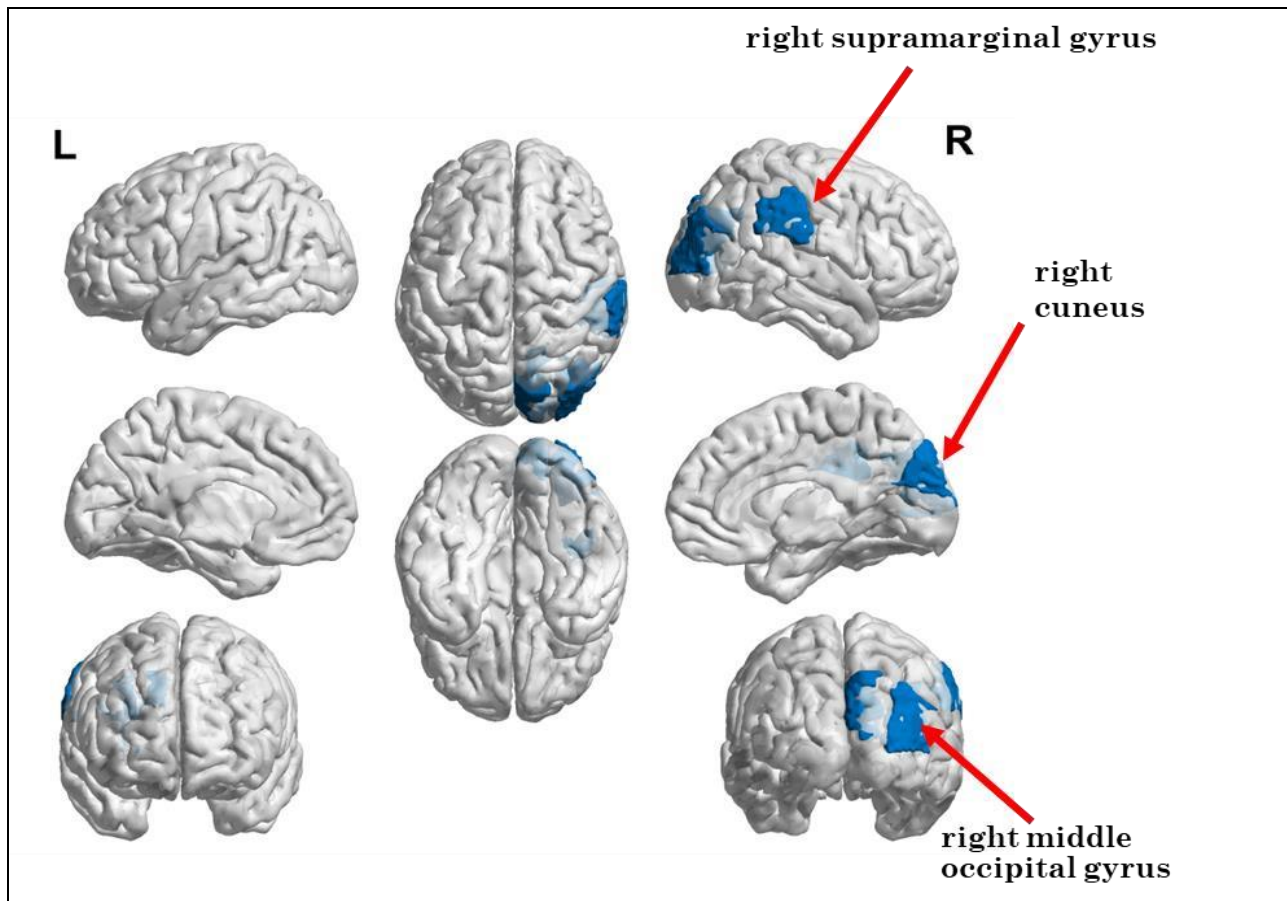 right supramarginal gyrus
L
R
right
cuneus
right middle
occipital gyrus